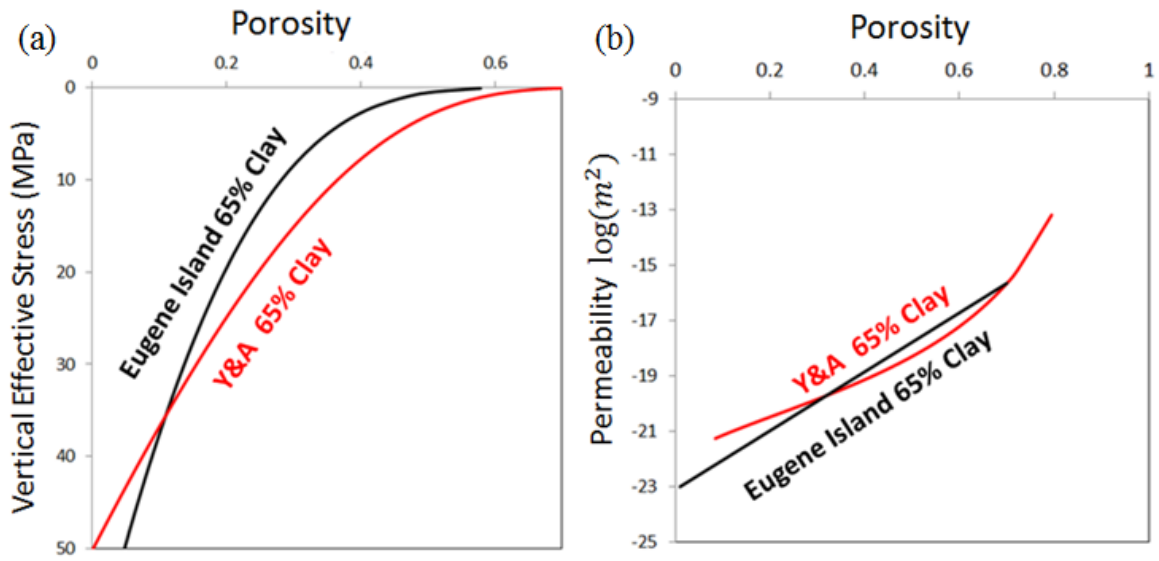 (a)
Porosity
0 0.2 0.4 0.6
Vertical Effective Stress (MPa)
0
10
20
30
40
50
Eugene Island 65% Clay
Y&A 65% Clay
(b)
Porosity
0 0.2 0.4 0.6 0.8 1
Permeability log(m²)
-9
-11
-13
-15
-17
-19
-21
-23
-25
Y&A 65% Clay
Eugene Island 65% Clay